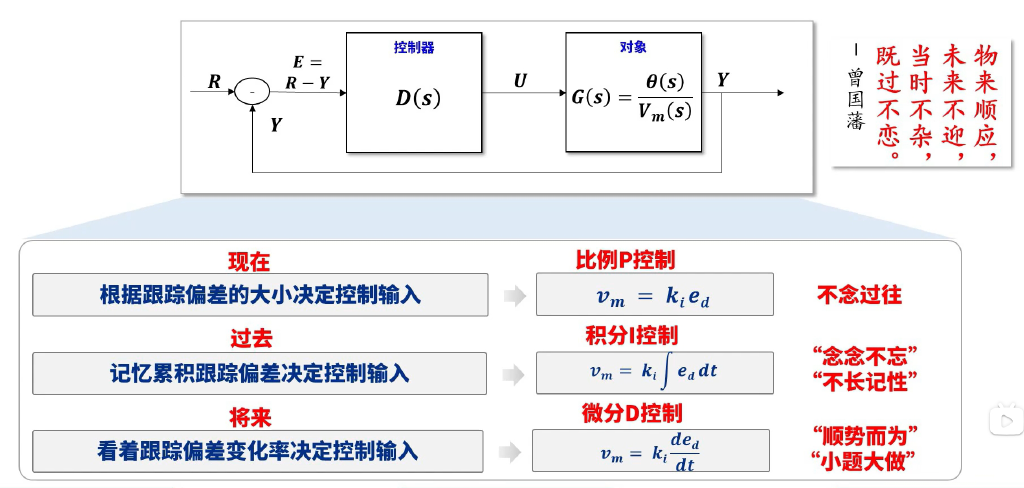 控制器
对象
R
E =
R − Y
D(s)
U
G(s) = θ(s) / V_m(s)
Y
-
Y
物来顺应，
未来不迎，
当时不杂，
既过不恋。
— 曾国藩
现在
比例P控制
根据跟踪偏差的大小决定控制输入
v_m = k_i e_d
不念过往
过去
积分I控制
记忆累积跟踪偏差决定控制输入
v_m = k_i ∫ e_d dt
“念念不忘”
“不长记性”
将来
微分D控制
看着跟踪偏差变化率决定控制输入
v_m = k_i de_d/dt
“顺势而为”
“小题大做”